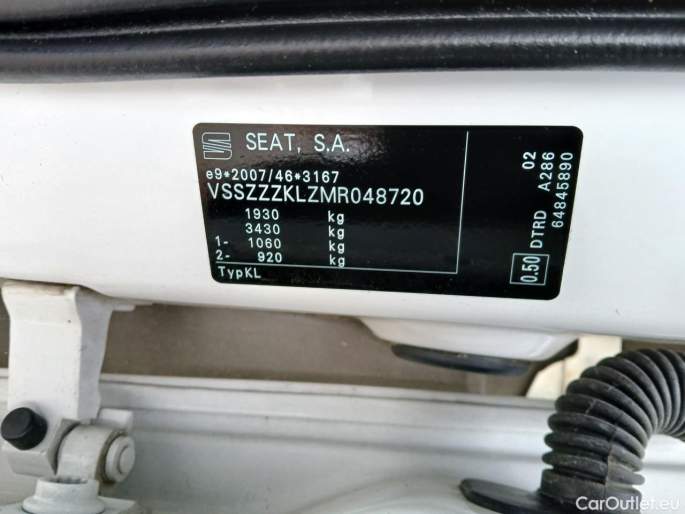 SEAT, S.A.
e9*2007/46*3167
VSSZZZKLZMR048720
1930 kg
3430 kg
1- 1060 kg
2- 920 kg
TypKL
0.50 DTRD 02
A286
64845890
CarOutlet.eu